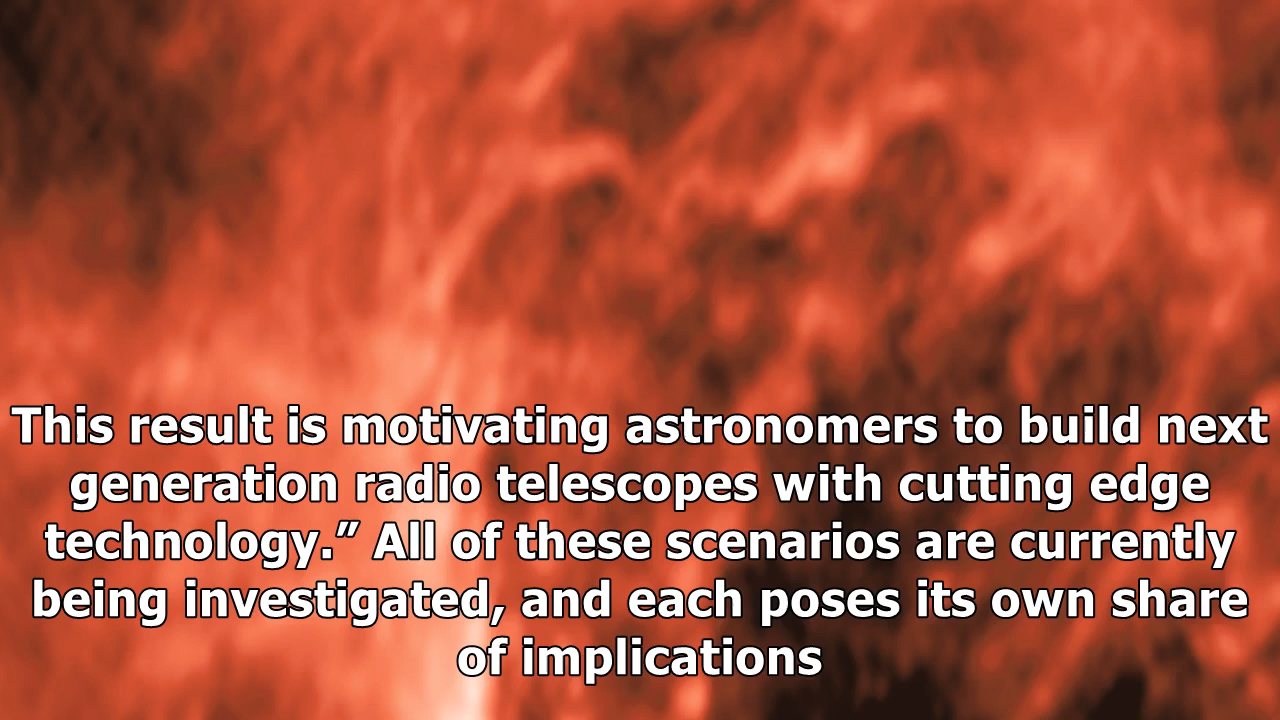 This result is motivating astronomers to build next
generation radio telescopes with cutting edge
technology.” All of these scenarios are currently
being investigated, and each poses its own share
of implications